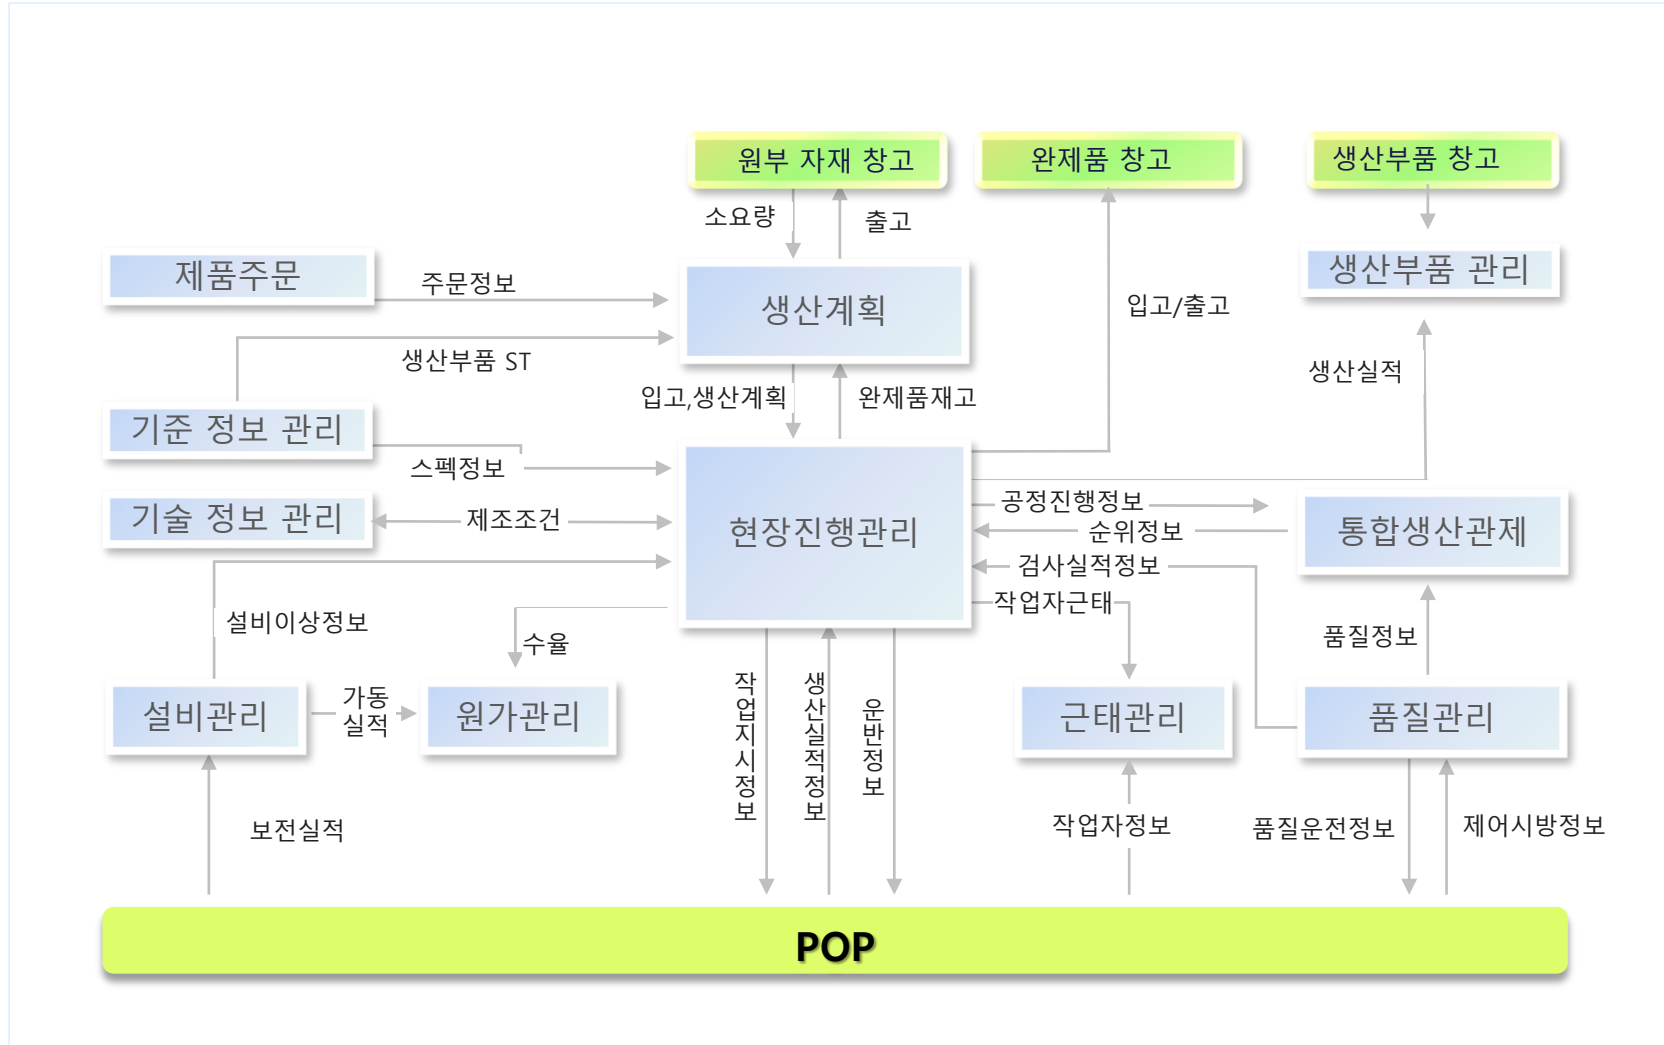 원부 자재 창고
완제품 창고
생산부품 창고
소요량
출고
제품주문
주문정보
생산계획
생산부품 관리
입고/출고
생산부품 ST
생산실적
입고,생산계획
완제품재고
기준 정보 관리
스펙정보
기술 정보 관리
제조조건
현장진행관리
공정진행정보
순위정보
통합생산관제
검사실적정보
작업자근태
설비이상정보
수율
품질정보
설비관리
가동
실적
원가관리
작업지시정보
생산실적정보
운반정보
근태관리
품질관리
보전실적
작업자정보
품질운전정보
제어시방정보
POP